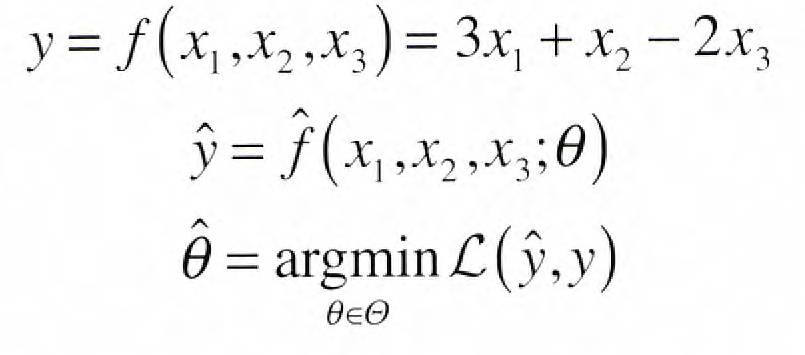 y = f(x₁,x₂,x₃) = 3x₁ + x₂ − 2x₃
ŷ = f̂(x₁,x₂,x₃;θ)
θ̂ = argmin ℒ(ŷ,y)
θ∈Θ